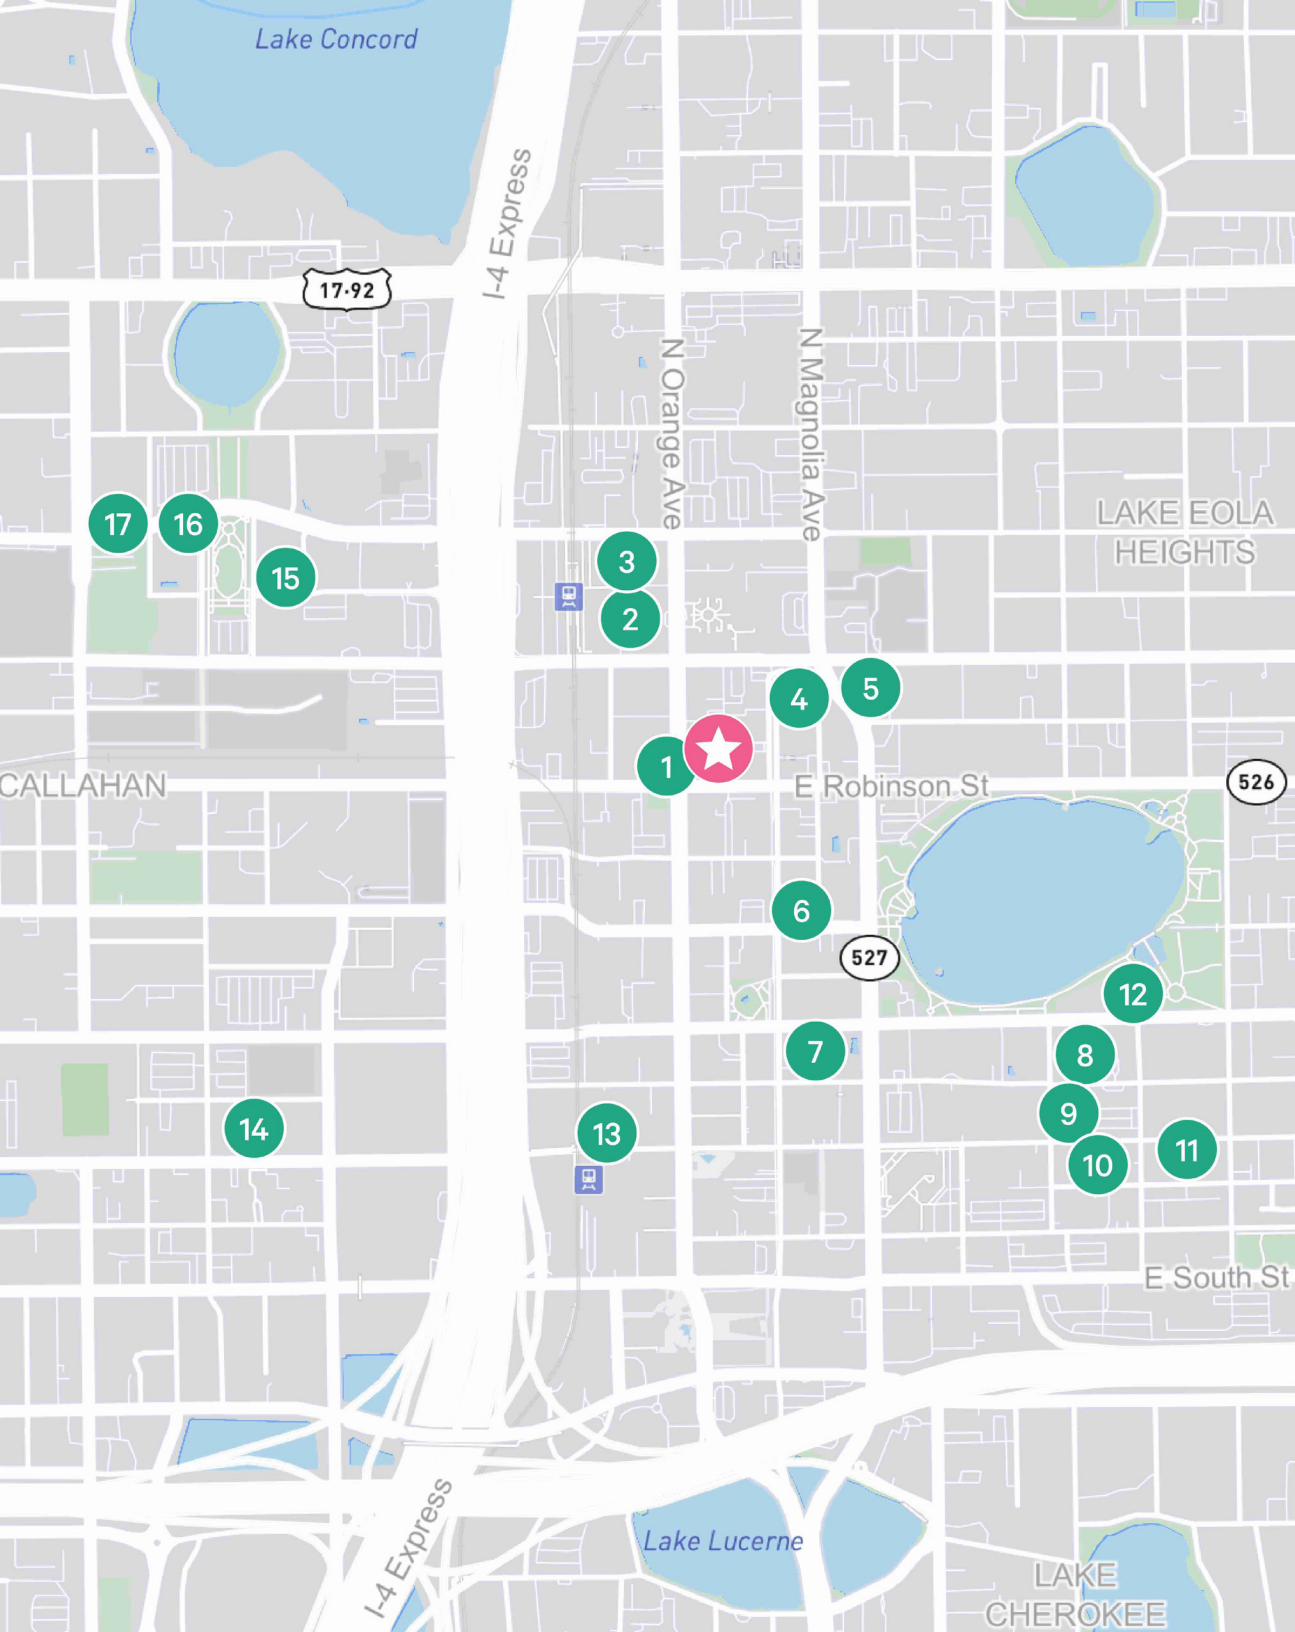 Lake Concord
I-4 Express
17·92
N Orange Ave
N Magnolia Ave
LAKE EOLA
HEIGHTS
17
16
15
3
2
4
5
1
CALLAHAN
E Robinson St
526
6
527
12
7
8
9
14
13
10
11
E South St
I-4 Express
Lake Lucerne
LAKE
CHEROKEE